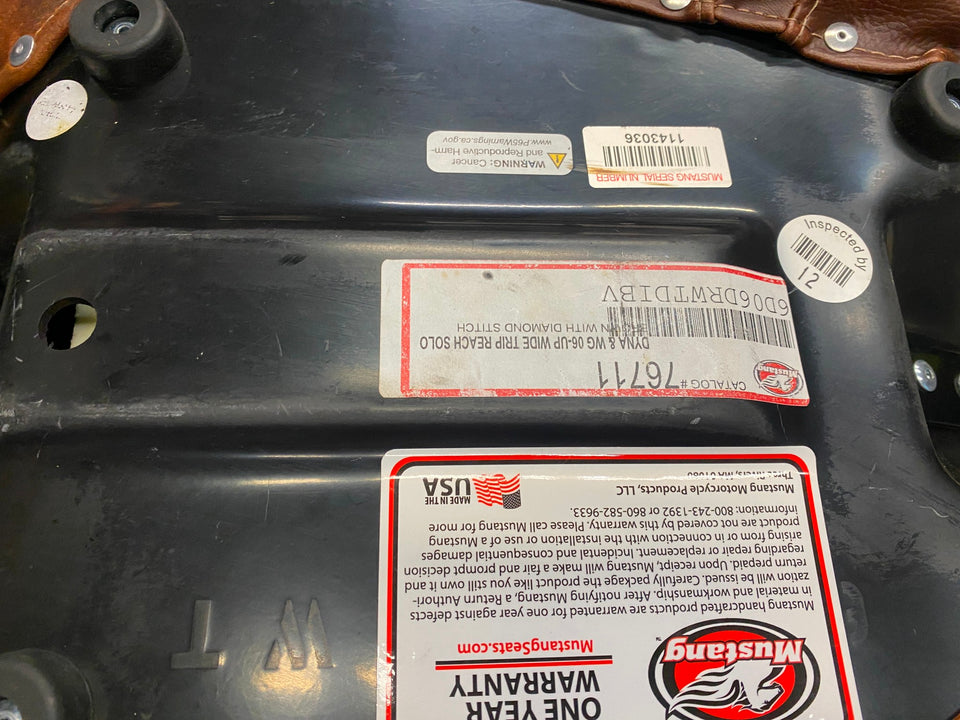 WARNING: Cancer
and Reproductive Harm-
www.P65Warnings.ca.gov
MUSTANG SERIAL NUMBER
1143036
Inspected by
12
Mustang
CATALOG# 76711
DYNA & WG 06-UP WIDE TRIP REACH SOLO
BROWN WITH DIAMOND STITCH
6D06DRWTDIBV
W T
Mustang™
ONE YEAR
WARRANTY
MustangSeats.com
Mustang handcrafted products are warranted for one year against defects
in material and workmanship. After notifying Mustang, a Return Authori-
zation will be issued. Carefully package the product like you still own it and
return prepaid. Upon receipt, Mustang will make a fair and prompt decision
regarding repair or replacement. Incidental and consequential damages
arising from or in connection with the installation or use of a Mustang
product are not covered by this warranty. Please call Mustang for more
information: 800-243-1392 or 860-582-9633.
Mustang Motorcycle Products, LLC
Three Rivers, MA 01080
MADE IN THE
USA